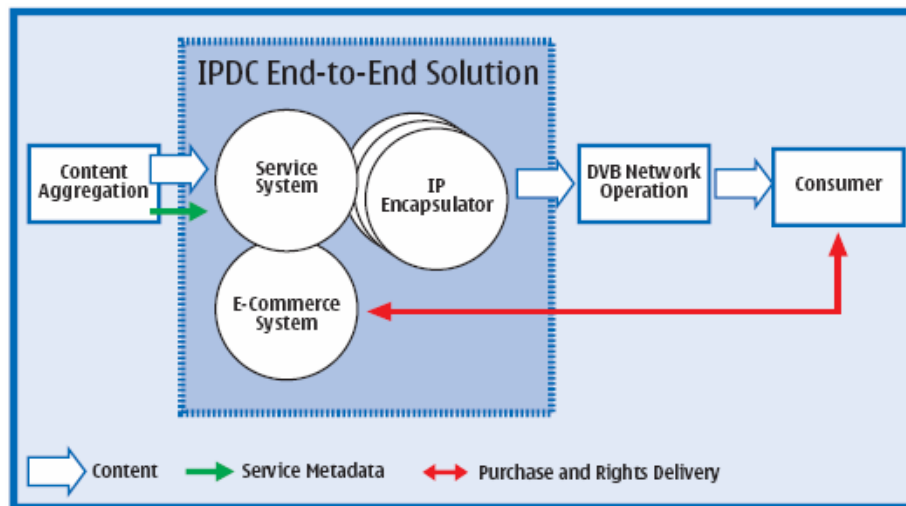 IPDC End-to-End Solution
Content
Aggregation
Service
System
IP
Encapsulator
DVB Network
Operation
Consumer
E-Commerce
System
Content
Service Metadata
Purchase and Rights Delivery